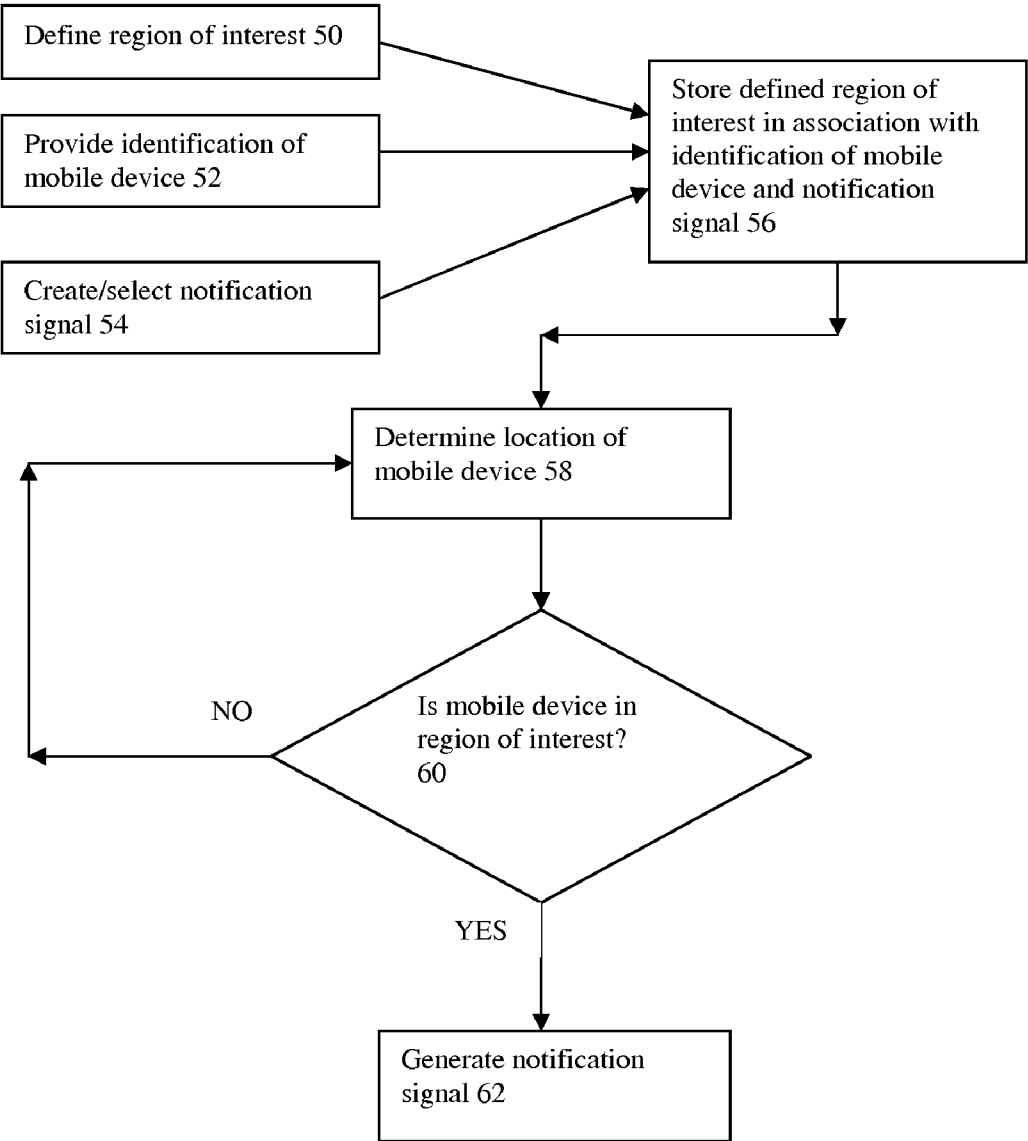 Define region of interest 50
Provide identification of
mobile device 52
Create/select notification
signal 54
Store defined region of
interest in association with
identification of mobile
device and notification
signal 56
Determine location of
mobile device 58
Is mobile device in
region of interest?
60
NO
YES
Generate notification
signal 62